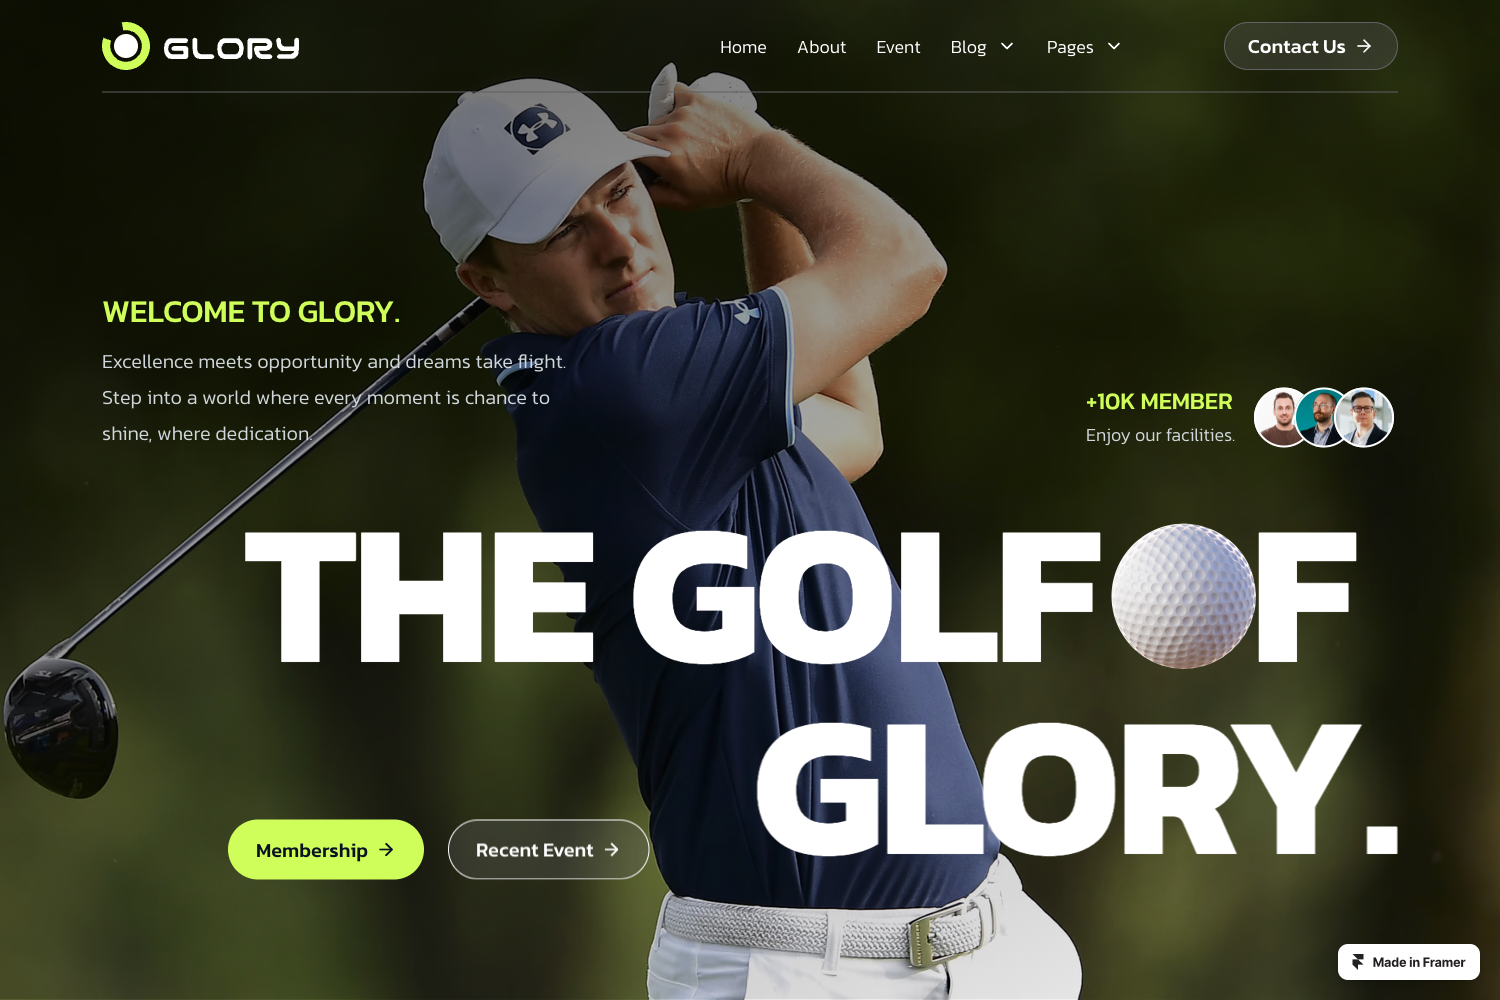 GLORY
Home
About
Event
Blog
Pages
Contact Us
WELCOME TO GLORY.
Excellence meets opportunity and dreams take flight.
Step into a world where every moment is chance to
shine, where dedication.
+10K MEMBER
Enjoy our facilities.
THE GOLF OF
GLORY.
Membership
Recent Event
Made in Framer